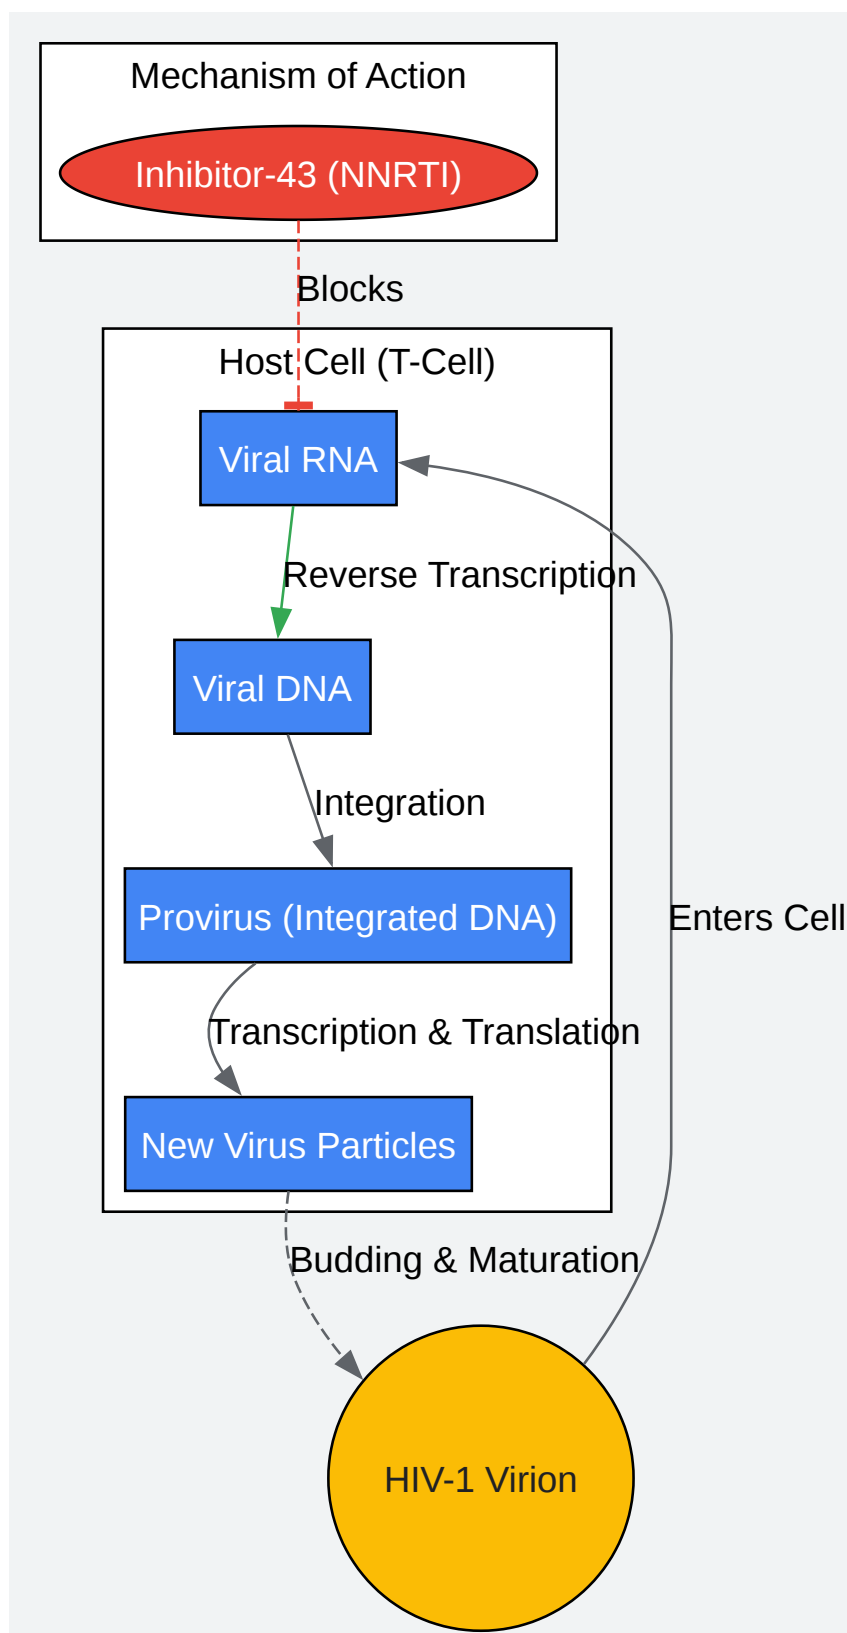 Mechanism of Action
Inhibitor-43 (NNRTI)
Blocks
Host Cell (T-Cell)
Viral RNA
Reverse Transcription
Viral DNA
Integration
Provirus (Integrated DNA)
Enters Cell
Transcription & Translation
New Virus Particles
Budding & Maturation
HIV-1 Virion